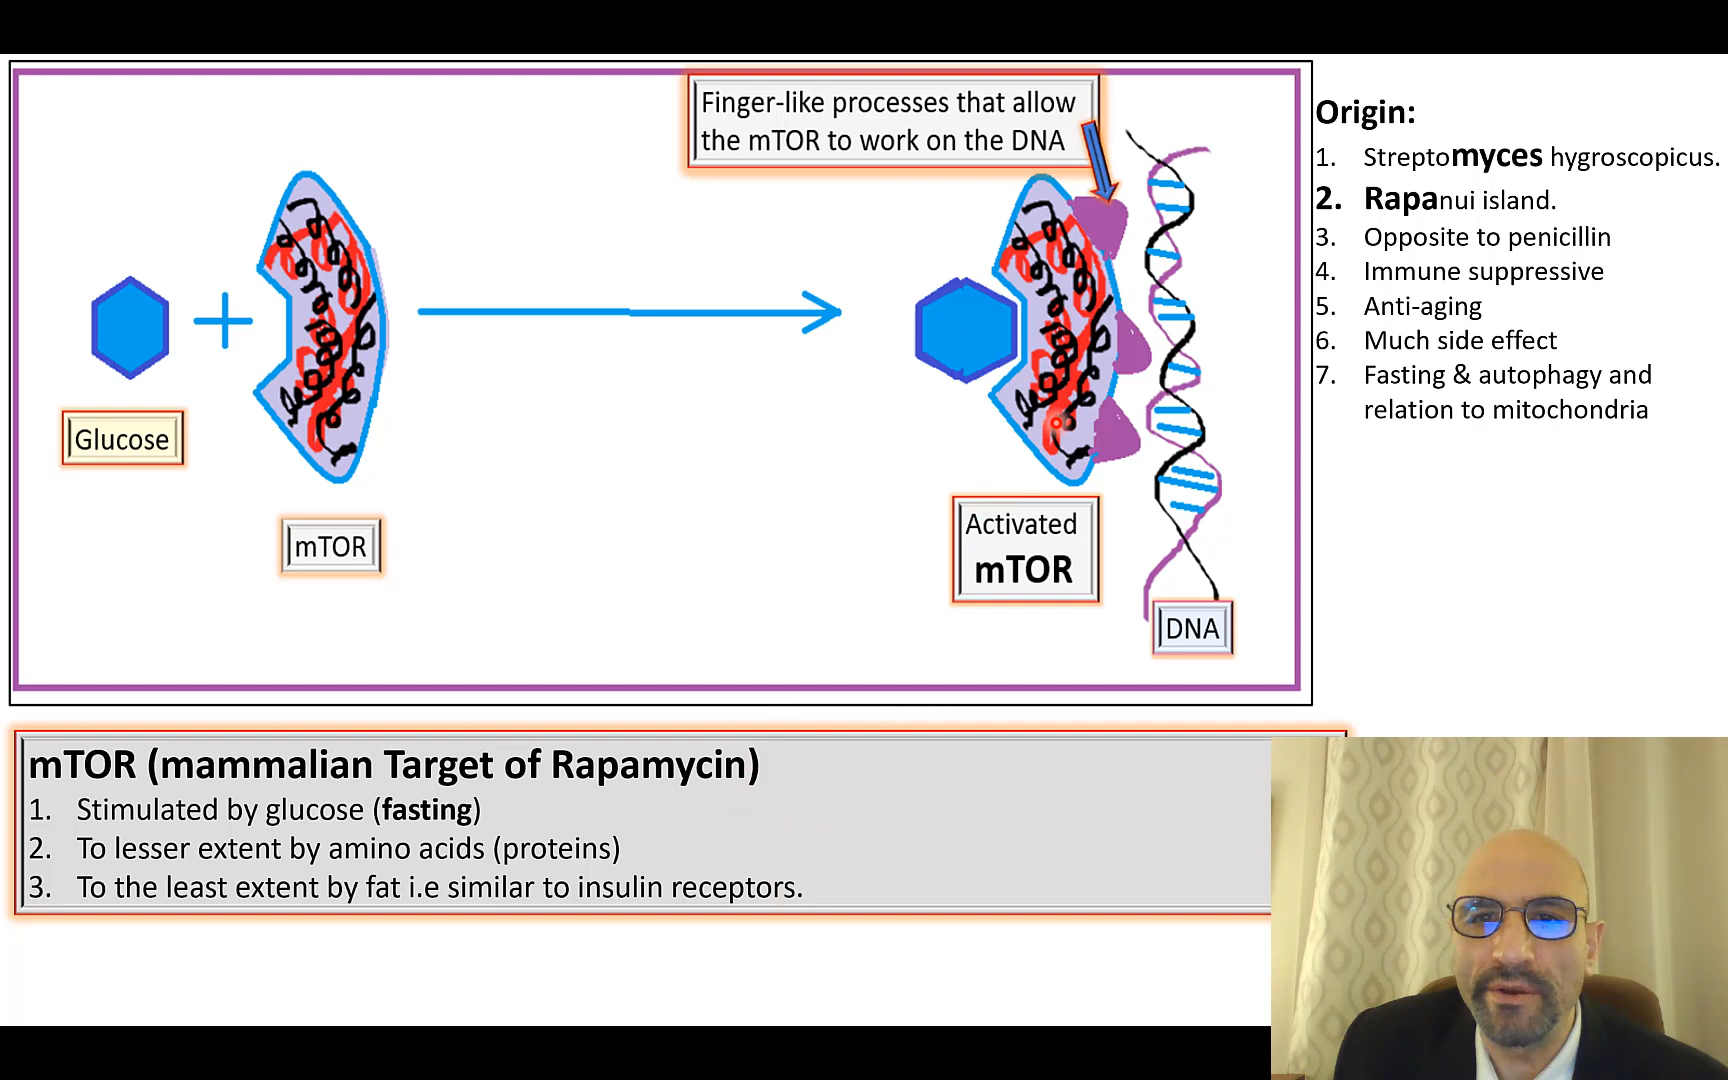 Finger-like processes that allow
the mTOR to work on the DNA
Glucose
mTOR
Activated
mTOR
DNA
Origin:
1. Streptomyces hygroscopicus.
2. Rapanui island.
3. Opposite to penicillin
4. Immune suppressive
5. Anti-aging
6. Much side effect
7. Fasting & autophagy and
relation to mitochondria
mTOR (mammalian Target of Rapamycin)
1. Stimulated by glucose (fasting)
2. To lesser extent by amino acids (proteins)
3. To the least extent by fat i.e similar to insulin receptors.